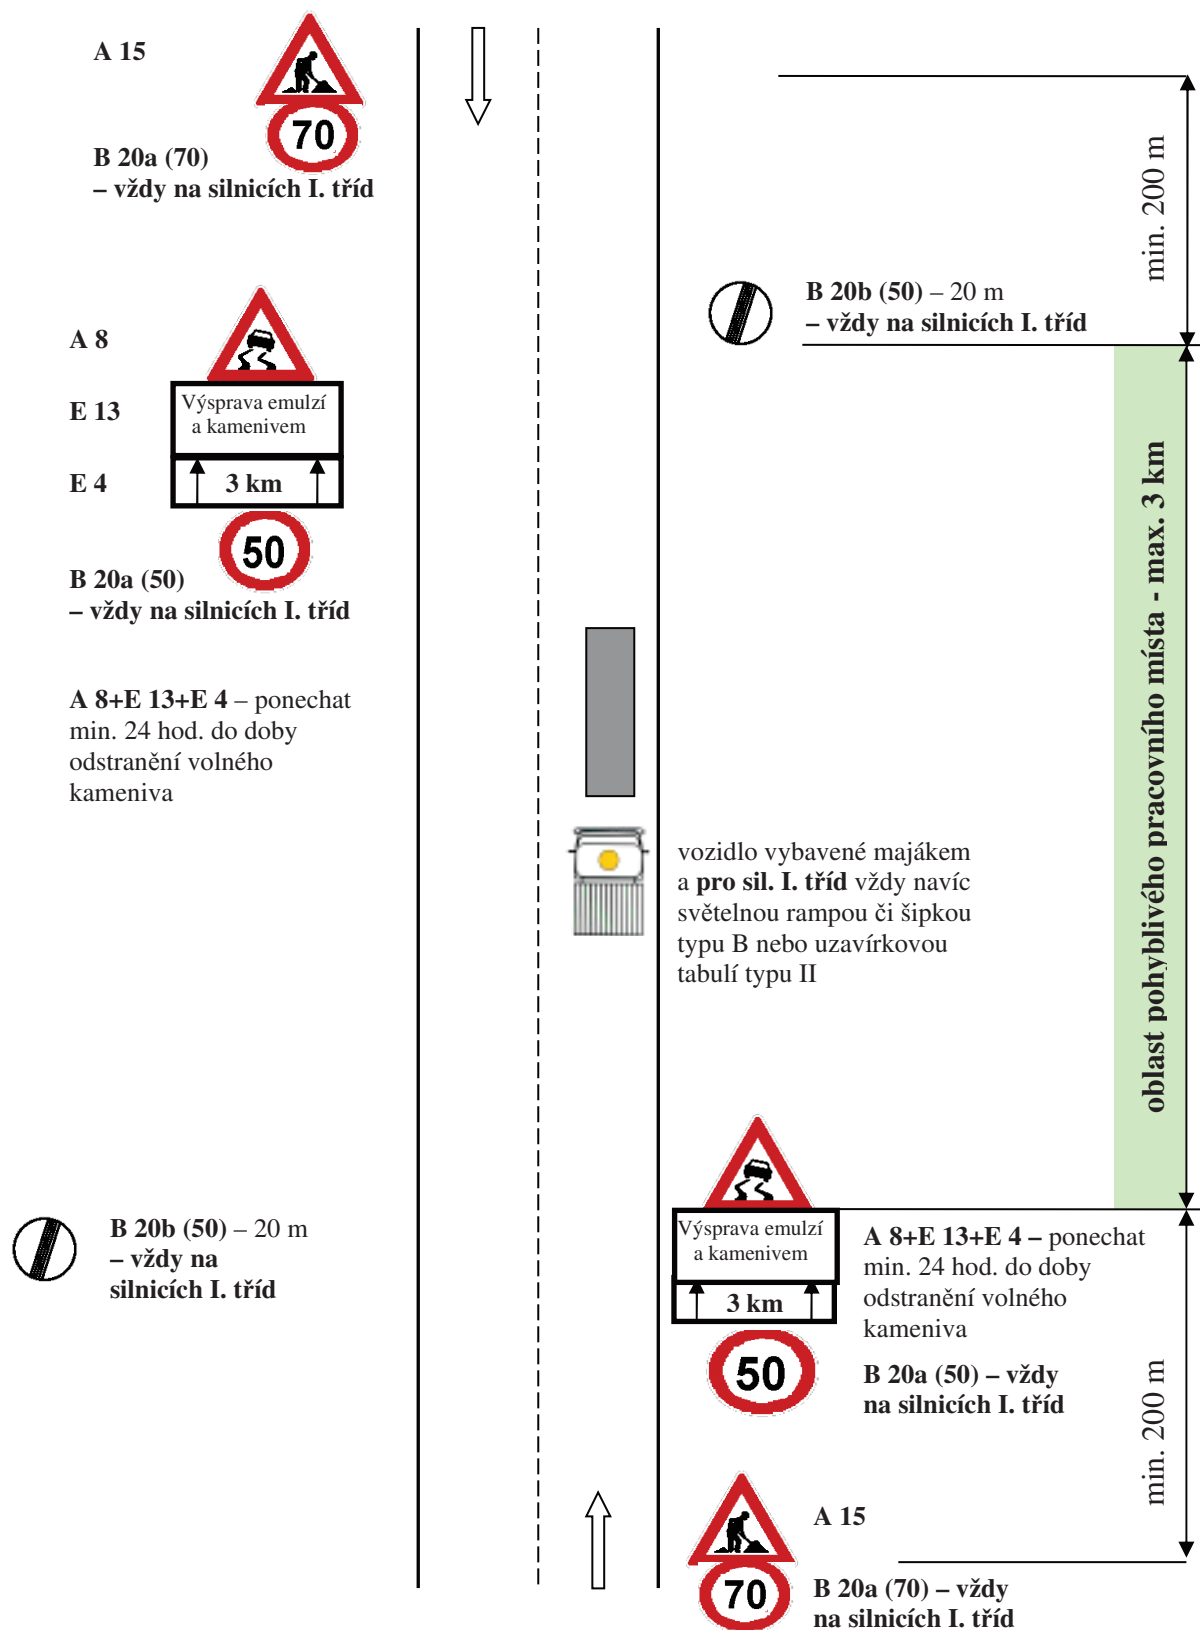 A 15
70
B 20a (70)
– vždy na silnicích I. tříd
min. 200 m
B 20b (50) – 20 m
– vždy na silnicích I. tříd
A 8
E 13
Výsprava emulzí
a kamenivem
E 4
3 km
50
B 20a (50)
– vždy na silnicích I. tříd
A 8+E 13+E 4 – ponechat
min. 24 hod. do doby
odstranění volného
kameniva
oblast pohyblivého pracovního místa - max. 3 km
vozidlo vybavené majákem
a pro sil. I. tříd vždy navíc
světelnou rampou či šipkou
typu B nebo uzavírkovou
tabulí typu II
B 20b (50) – 20 m
– vždy na
silnicích I. tříd
Výsprava emulzí
a kamenivem
3 km
50
A 8+E 13+E 4 – ponechat
min. 24 hod. do doby
odstranění volného
kameniva
B 20a (50) – vždy
na silnicích I. tříd
min. 200 m
A 15
70
B 20a (70) – vždy
na silnicích I. tříd